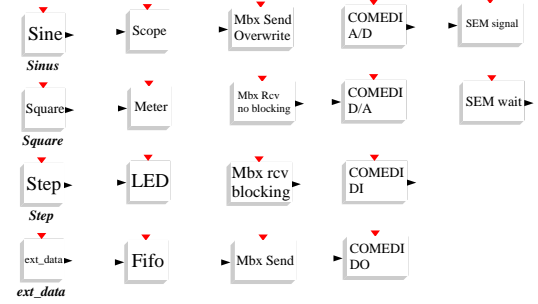 Sine
Sinus
Scope
Mbx Send
Overwrite
COMEDI
A/D
SEM signal
Square
Square
Meter
Mbx Rcv
no blocking
COMEDI
D/A
SEM wait
Step
Step
LED
Mbx rcv
blocking
COMEDI
DI
ext_data
ext_data
Fifo
Mbx Send
COMEDI
DO